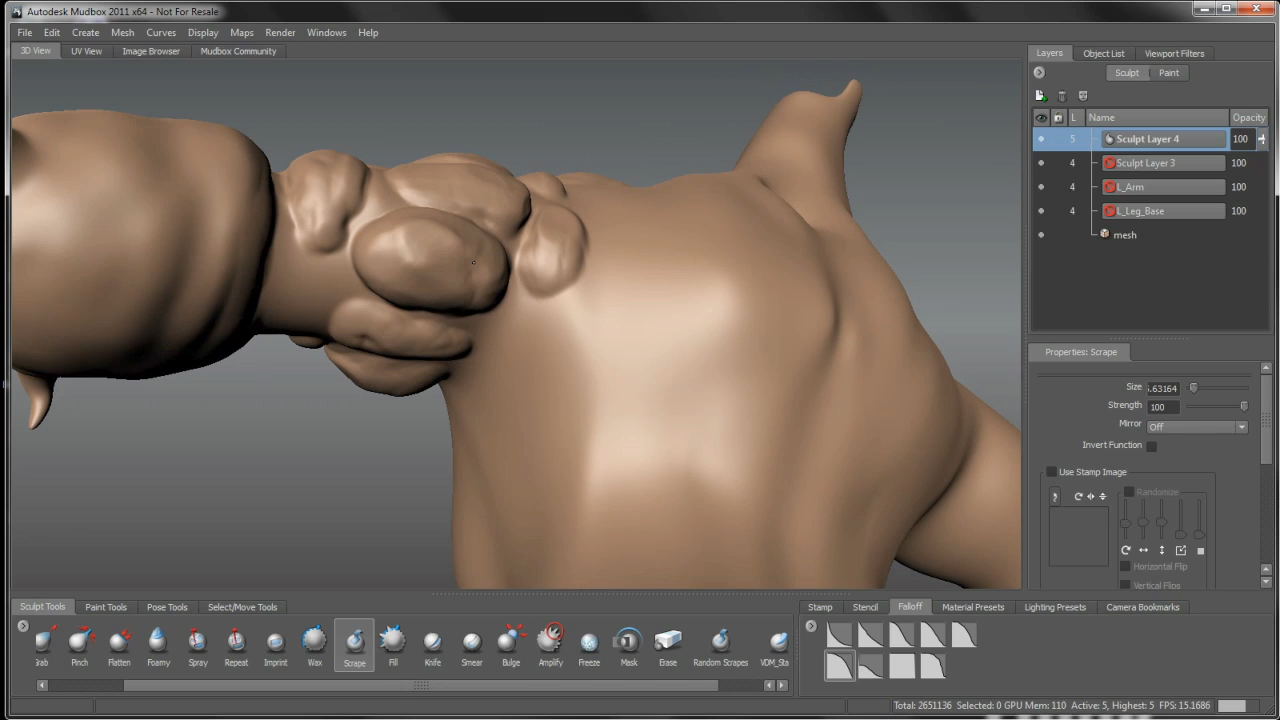 Autodesk Mudbox 2011 x64 - Not For Resale
File Edit Create Mesh Curves Display Maps Render Windows Help
3D View UV View Image Browser Mudbox Community
Layers Object List Viewport Filters
Sculpt Paint
L Name Opacity
5 Sculpt Layer 4 100
4 Sculpt Layer 3 100
4 L_Arm 100
4 L_Leg_Base 100
mesh
Properties: Scrape
Size .63164
Strength 100
Mirror Off
Invert Function
Use Stamp Image
Randomize
Horizontal Flip
Vertical Flips
Sculpt Tools Paint Tools Pose Tools Select/Move Tools
Stamp Stencil Falloff Material Presets Lighting Presets Camera Bookmarks
Grab Pinch Flatten Foamy Spray Repeat Imprint Wax Scrape Fill Knife Smear Bulge Amplify Freeze Mask Erase Random Scrapes VDM_Sta
Total: 2651136 Selected: 0 GPU Mem: 110 Active: 5, Highest: 5 FPS: 15.1686